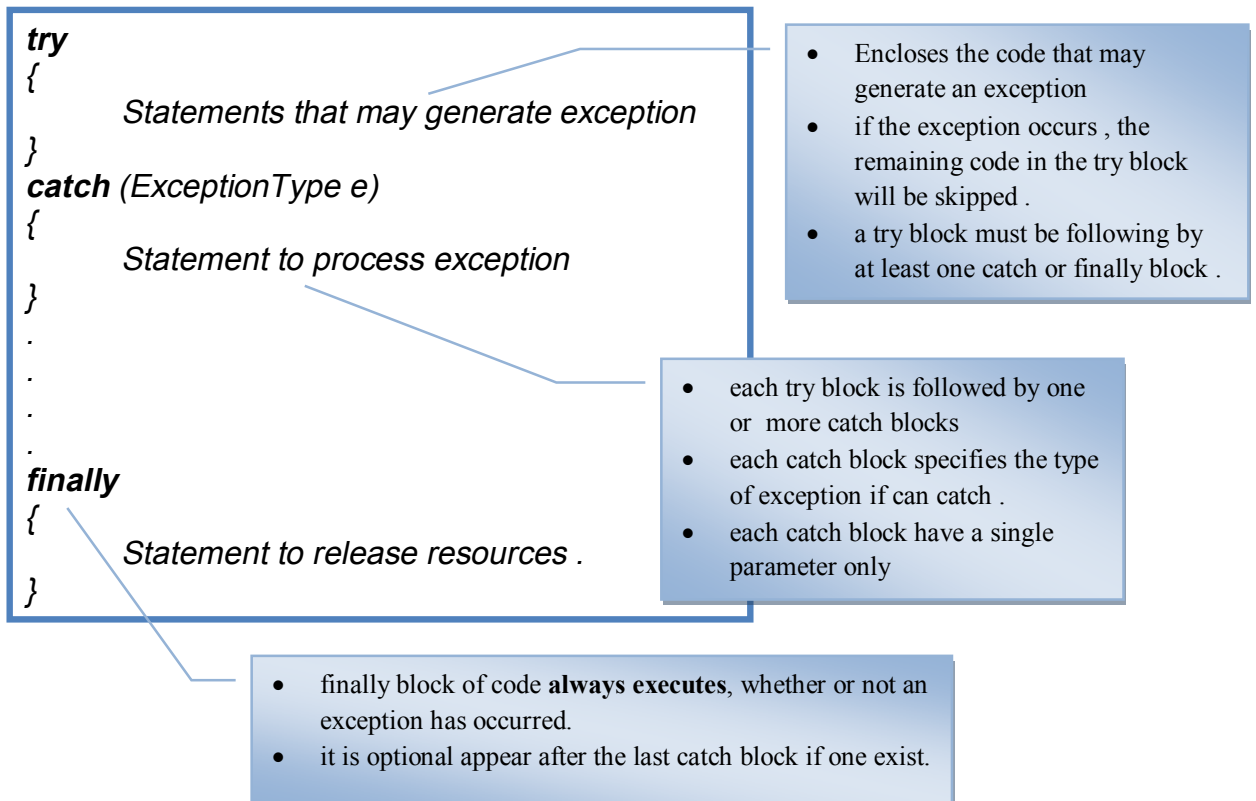 try
{
Statements that may generate exception
}
catch (ExceptionType e)
{
Statement to process exception
}
.
.
.
.
finally
{
Statement to release resources .
}
• Encloses the code that may
generate an exception
• if the exception occurs , the
remaining code in the try block
will be skipped .
• a try block must be following by
at least one catch or finally block .
• each try block is followed by one
or more catch blocks
• each catch block specifies the type
of exception if can catch .
• each catch block have a single
parameter only
• finally block of code always executes, whether or not an
exception has occurred.
• it is optional appear after the last catch block if one exist.